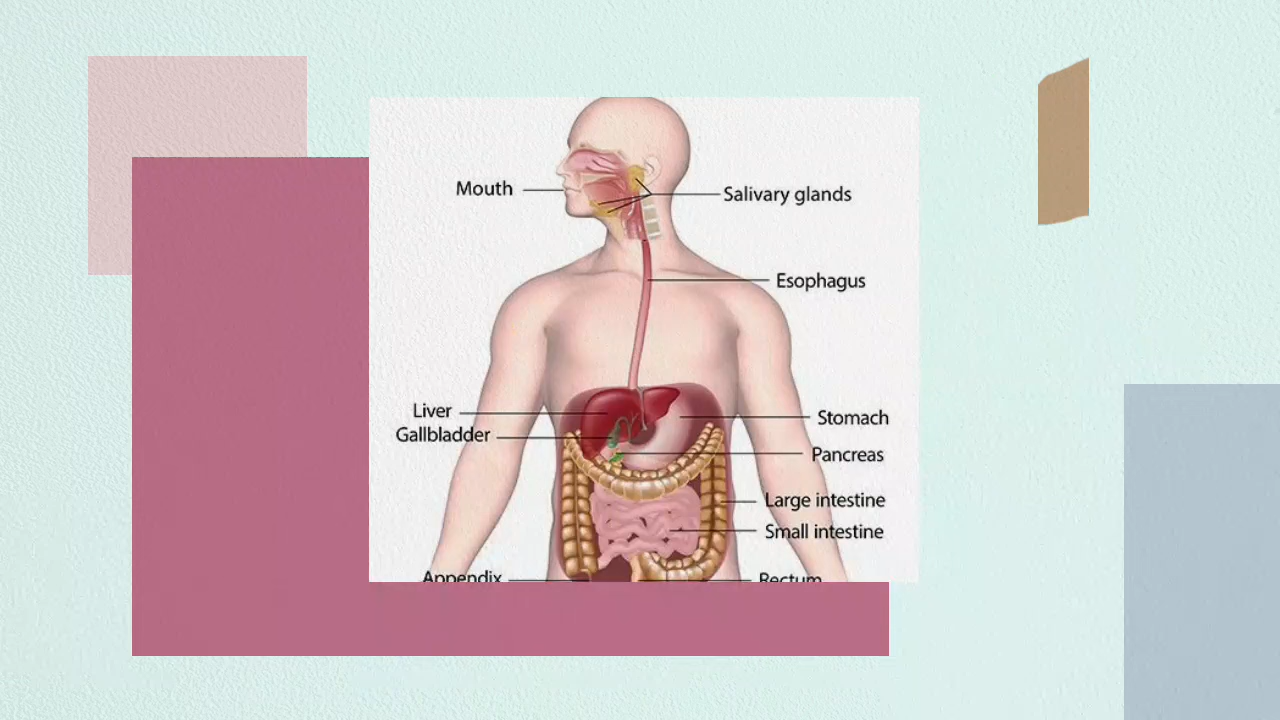 Mouth
Salivary glands
Esophagus
Liver
Stomach
Gallbladder
Pancreas
Large intestine
Small intestine
Appendix
Rectum